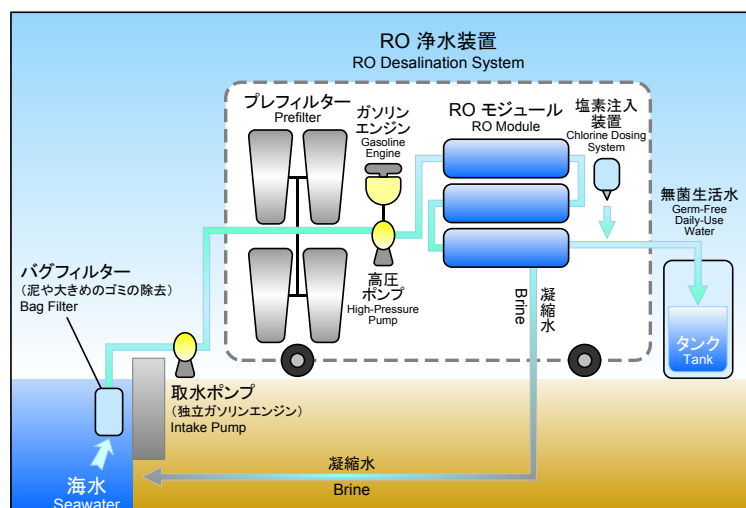 RO 浄水装置
RO Desalination System
プレフィルター
Prefilter
ガソリン
エンジン
Gasoline
Engine
RO モジュール
RO Module
塩素注入
装置
Chlorine Dosing
System
無菌生活水
Germ-Free
Daily-Use
Water
バグフィルター
（泥や大きめのゴミの除去）
Bag Filter
高圧
ポンプ
High-Pressure
Pump
凝縮水
Brine
タンク
Tank
取水ポンプ
（独立ガソリンエンジン）
Intake Pump
凝縮水
Brine
海水
Seawater